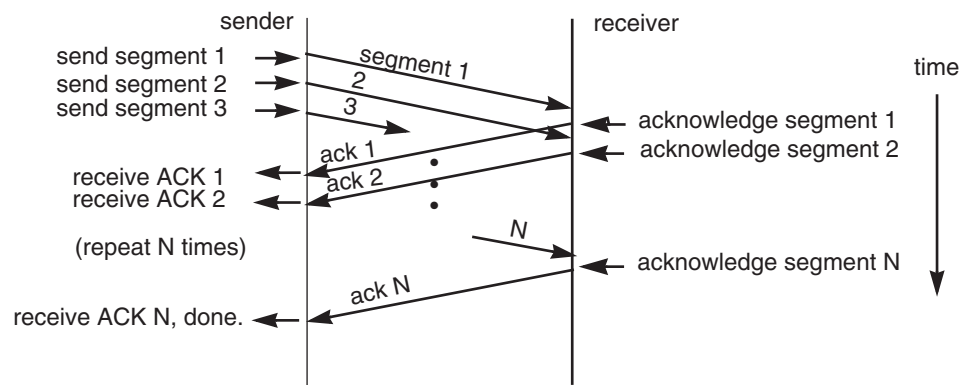 sender
receiver
send segment 1
segment 1
send segment 2
2
time
send segment 3
3
acknowledge segment 1
ack 1
acknowledge segment 2
receive ACK 1
ack 2
receive ACK 2
(repeat N times)
N
acknowledge segment N
ack N
receive ACK N, done.